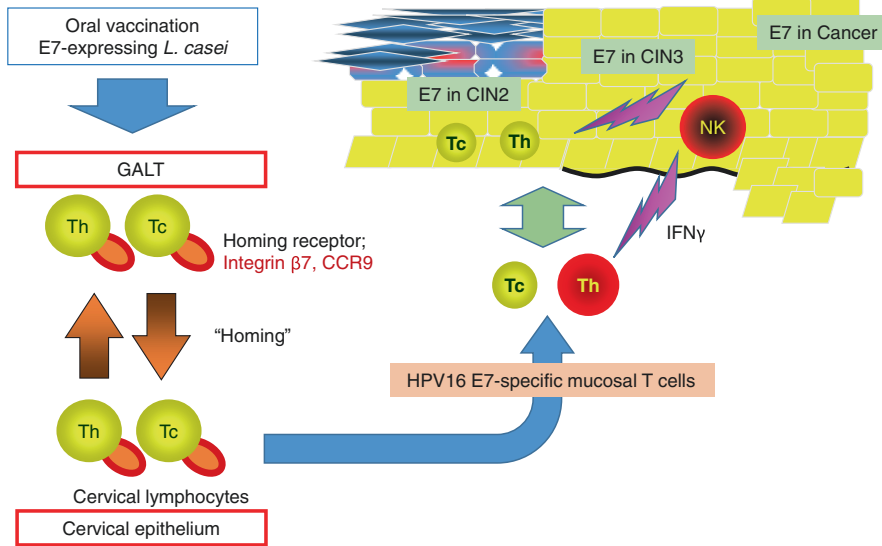 Oral vaccination
E7-expressing L. casei
GALT
Th
Tc
Homing receptor;
Integrin β7, CCR9
“Homing”
Th
Tc
Cervical lymphocytes
Cervical epithelium
E7 in Cancer
E7 in CIN3
E7 in CIN2
NK
Tc
Th
IFNγ
Tc
Th
HPV16 E7-specific mucosal T cells